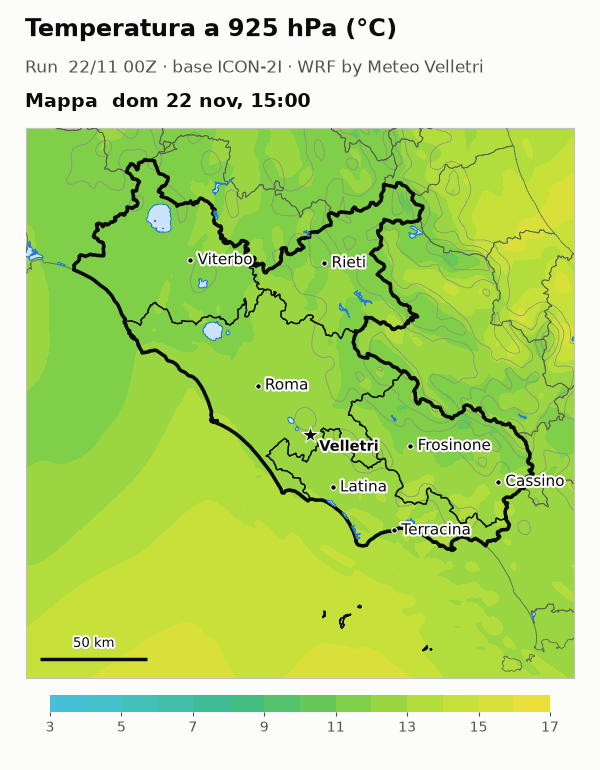 Temperatura a 925 hPa (°C)
Run  22/11 00Z · base ICON-2I · WRF by Meteo Velletri
Mappa  dom 22 nov, 15:00
Viterbo
Rieti
Roma
Velletri
Frosinone
Cassino
Latina
Terracina
50 km
3 5 7 9 11 13 15 17